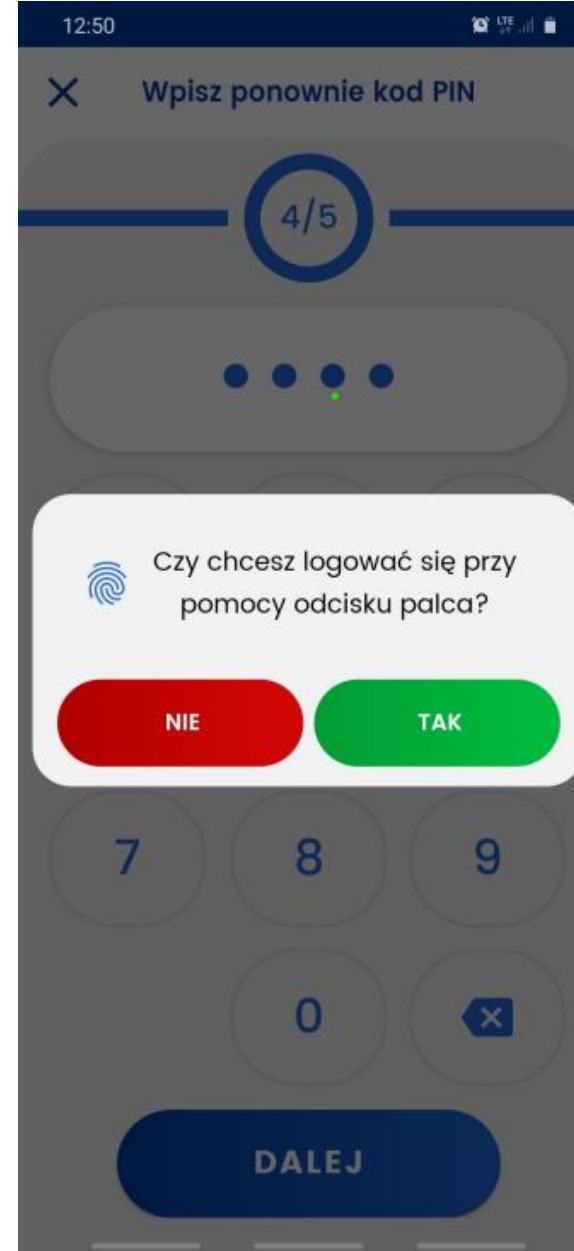 12:50
LTE
Wpisz ponownie kod PIN
4/5
Czy chcesz logować się przy
pomocy odcisku palca?
NIE TAK
7 8 9
0
DALEJ